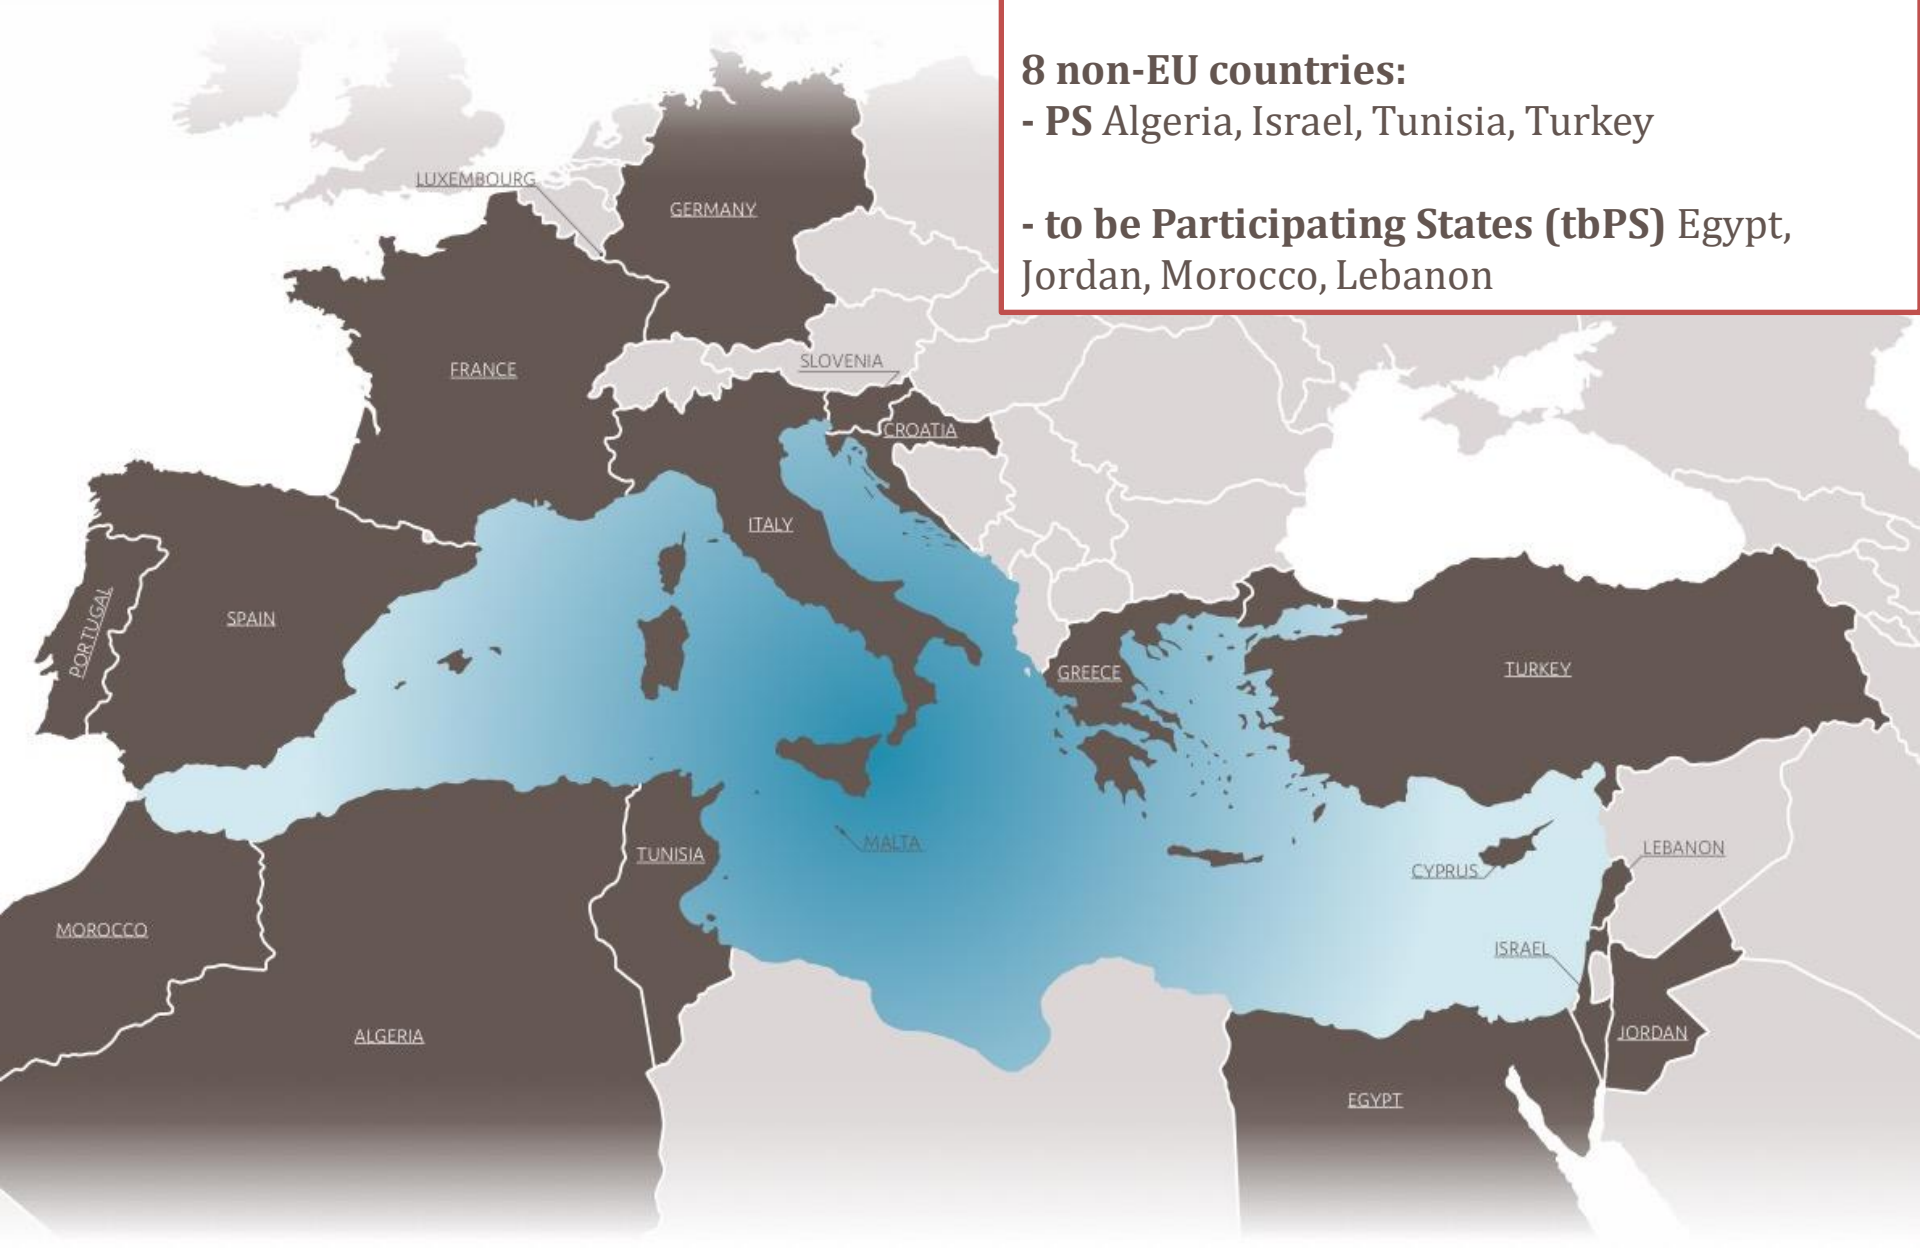 8 non-EU countries:
- PS Algeria, Israel, Tunisia, Turkey
- to be Participating States (tbPS) Egypt,
Jordan, Morocco, Lebanon
LUXEMBOURG
GERMANY
FRANCE
SLOVENIA
CROATIA
ITALY
PORTUGAL
SPAIN
GREECE
TURKEY
TUNISIA
MALTA
CYPRUS
LEBANON
MOROCCO
ISRAEL
ALGERIA
JORDAN
EGYPT